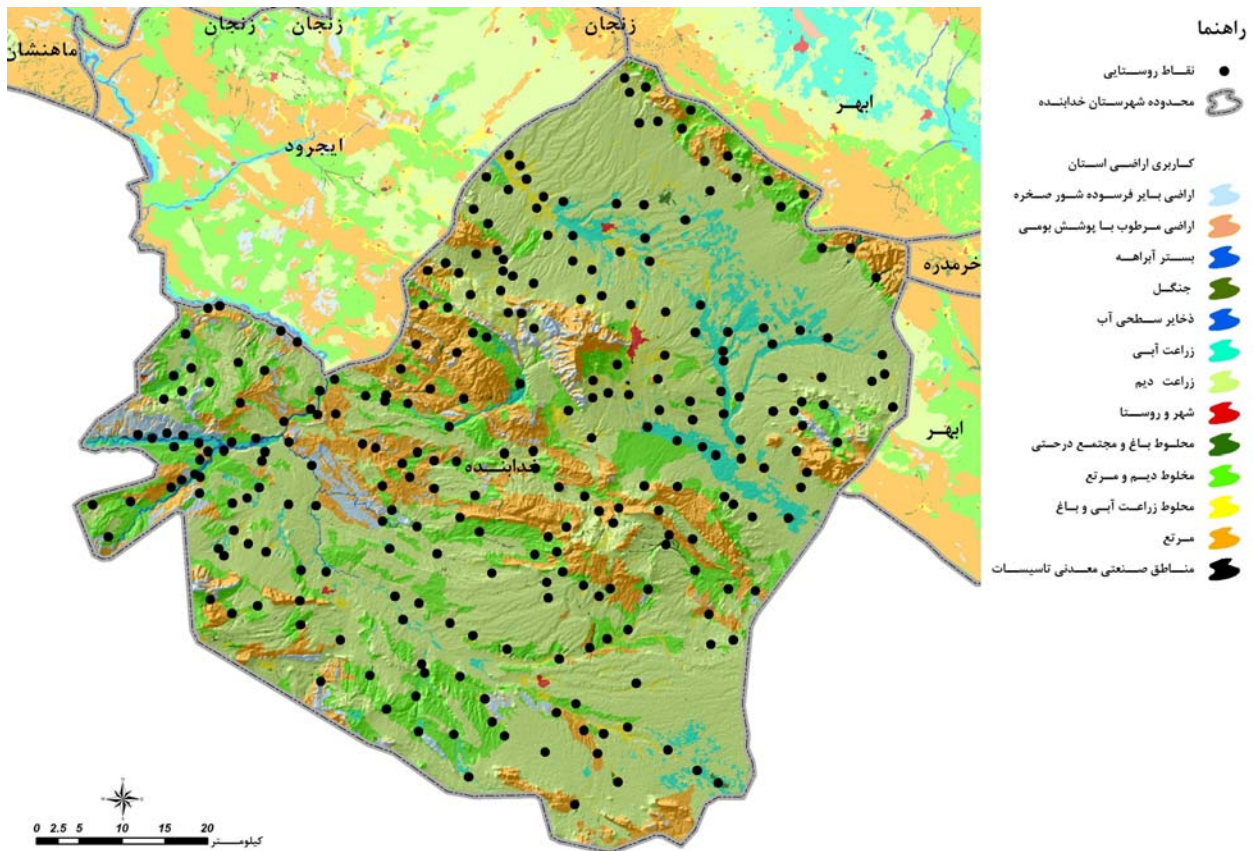 زنجان
زنجان
زنجان
ماهنشان
ابهر
ایجرود
خرمدره
ابهر
خدابنده
0 2.5 5 10 15 20
کیلومتر
راهنما
نقاط روستایی
محدوده شهرستان خدابنده
کاربری اراضی استان
اراضی بایر فرسوده شور صخره
اراضی مرطوب با پوشش بومی
بستر آبراهه
جنگل
ذخایر سطحی آب
زراعت آبی
زراعت دیم
شهر و روستا
مخلوط باغ و مجتمع درختی
مخلوط دیم و مرتع
مخلوط زراعت آبی و باغ
مرتع
مناطق صنعتی معدنی تاسیسات